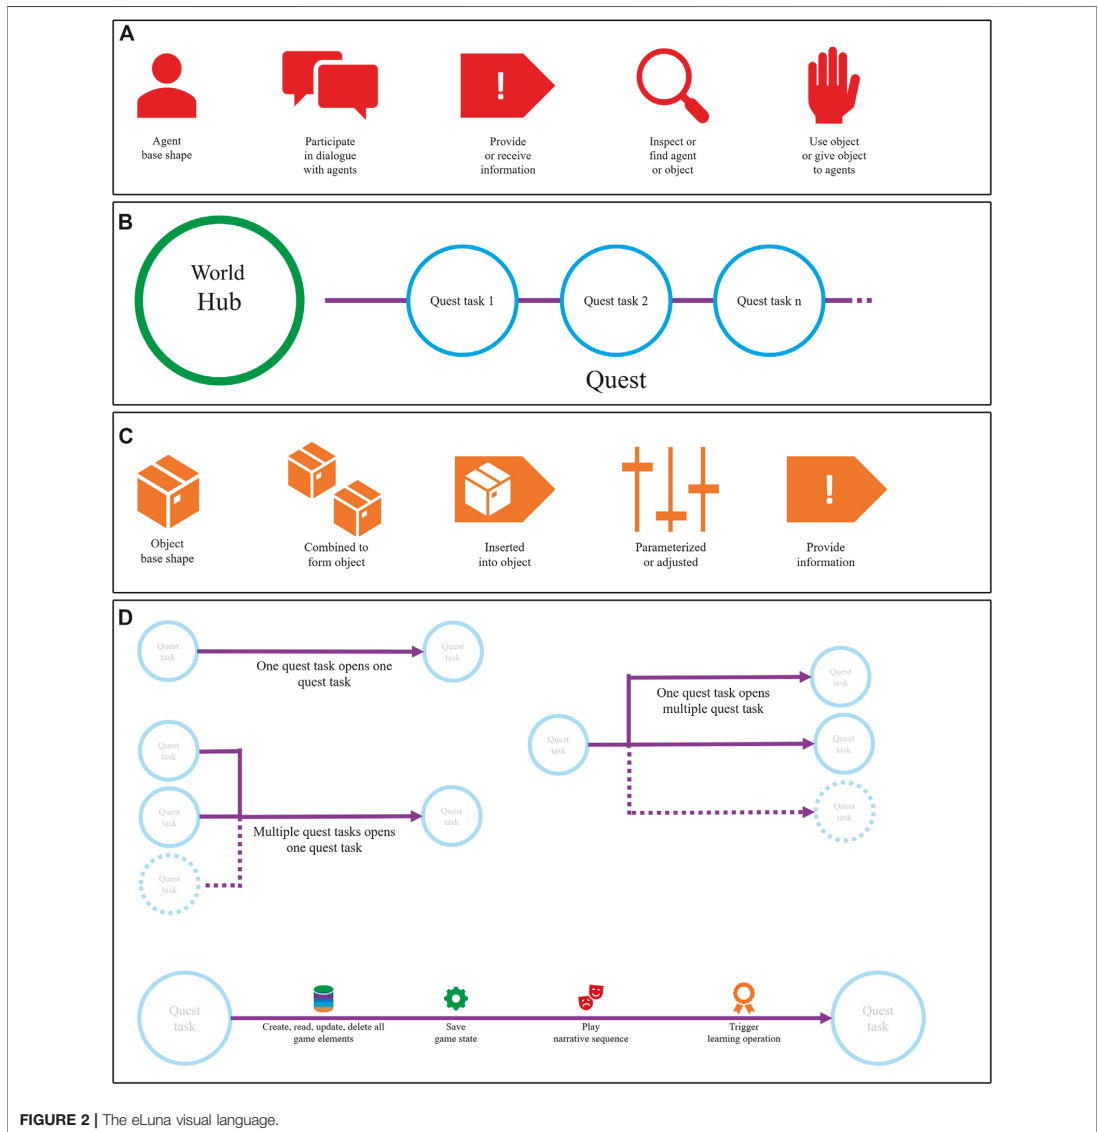 A
Agent
base shape
Participate
in dialogue
with agents
!
Provide
or receive
information
Inspect or
find agent
or object
Use object
or give object
to agents
B
World
Hub
Quest task 1
Quest task 2
Quest task n
Quest
C
Object
base shape
Combined to
form object
Inserted
into object
Parameterized
or adjusted
!
Provide
information
D
Quest
task
Quest
task
One quest task opens one
quest task
Quest
task
Quest
task
Quest
task
Quest
task
Multiple quest tasks opens
one quest task
Quest
task
Quest
task
Quest
task
Quest
task
One quest task opens
multiple quest task
Quest
task
Create, read, update, delete all
game elements
Save
game state
Play
narrative sequence
Trigger
learning operation
Quest
task
FIGURE 2 | The eLuna visual language.